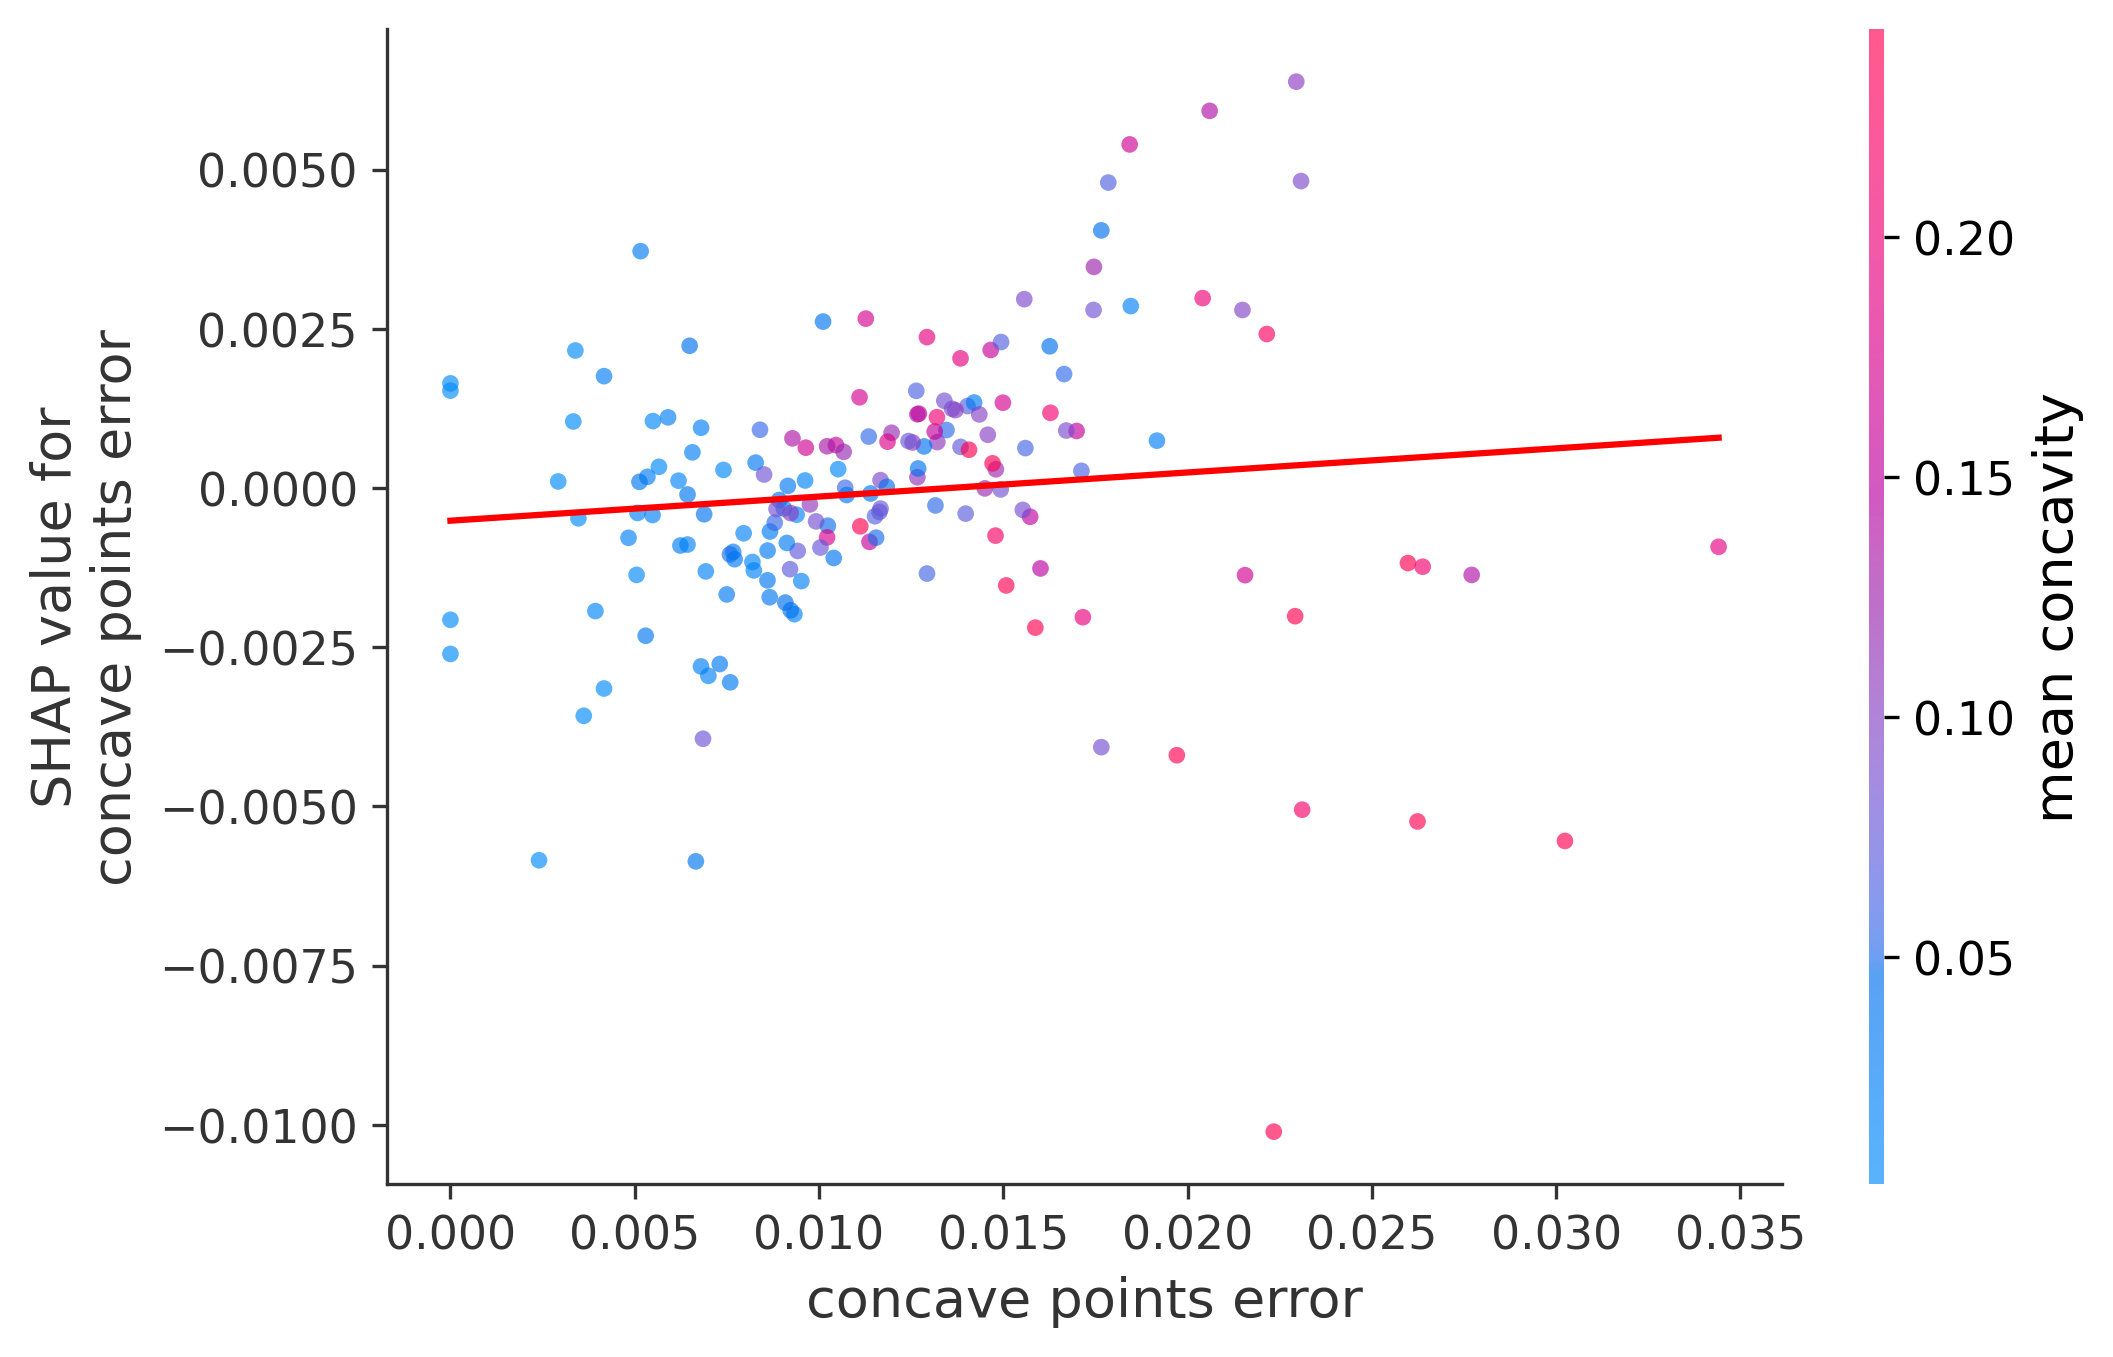 SHAP value for
concave points error
0.0050
0.0025
0.0000
−0.0025
−0.0050
−0.0075
−0.0100
0.000 0.005 0.010 0.015 0.020 0.025 0.030 0.035
concave points error
0.20
0.15
0.10
0.05
mean concavity